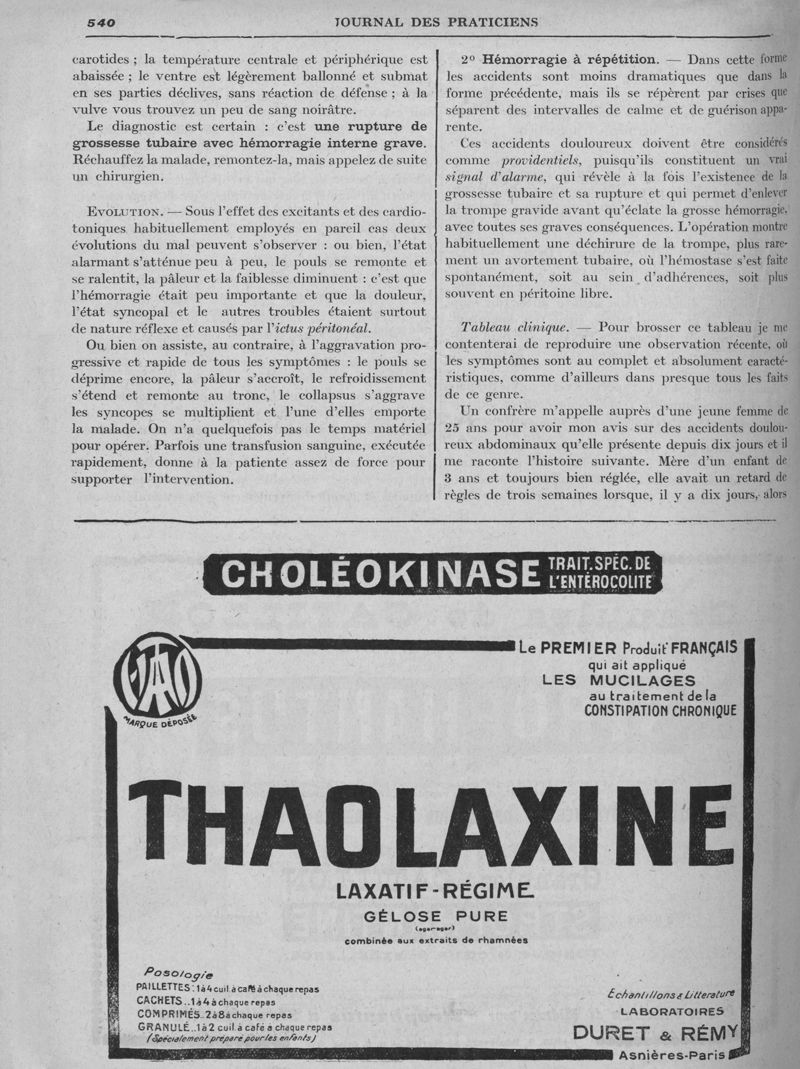 540
JOURNAL DES PRATICIENS
carotides ; la température centrale et périphérique est
abaissée ; le ventre est légèrement ballonné et submat
en ses parties déclives, sans réaction de défense ; à la
vulve vous trouvez un peu de sang noirâtre.
Le diagnostic est certain : c'est une rupture de
grossesse tubaire avec hémorragie interne grave.
Réchauffez la malade, remontez-la, mais appelez de suite
un chirurgien.
EVOLUTION. — Sous l'effet des excitants et des cardio-
toniques habituellement employés en pareil cas deux
évolutions du mal peuvent s'observer : ou bien, l'état
alarmant s'atténue peu à peu, le pouls se remonte et
se ralentit, la pâleur et la faiblesse diminuent : c'est que
l'hémorragie était peu importante et que la douleur,
l'état syncopal et le autres troubles étaient surtout
de nature réflexe et causés par l'ictus péritonéal.
Ou bien on assiste, au contraire, à l'aggravation pro-
gressive et rapide de tous les symptômes : le pouls se
déprime encore, la pâleur s'accroît, le refroidissement
s'étend et remonte au tronc, le collapsus s'aggrave
les syncopes se multiplient et l'une d'elles emporte
la malade. On n'a quelquefois pas le temps matériel
pour opérer. Parfois une transfusion sanguine, exécutée
rapidement, donne à la patiente assez de force pour
supporter l'intervention.
2° Hémorragie à répétition. — Dans cette forme
les accidents sont moins dramatiques que dans la
forme précédente, mais ils se répèrent par crises que
séparent des intervalles de calme et de guérison appa-
rente.
Ces accidents douloureux doivent être considérés
comme providentiels, puisqu'ils constituent un vrai
signal d'alarme, qui révèle à la fois l'existence de la
grossesse tubaire et sa rupture et qui permet d'enlever
la trompe gravide avant qu'éclate la grosse hémorragie,
avec toutes ses graves conséquences. L'opération montre
habituellement une déchirure de la trompe, plus rare-
ment un avortement tubaire, où l'hémostase s'est faite
spontanément, soit au sein d'adhérences, soit plus
souvent en péritoine libre.
Tableau clinique. — Pour brosser ce tableau je me
contenterai de reproduire une observation récente, où
les symptômes sont au complet et absolument caracté-
ristiques, comme d'ailleurs dans presque tous les faits
de ce genre.
Un confrère m'appelle auprès d'une jeune femme de
25 ans pour avoir mon avis sur des accidents doulou-
reux abdominaux qu'elle présente depuis dix jours et il
me raconte l'histoire suivante. Mère d'un enfant de
3 ans et toujours bien réglée, elle avait un retard de
règles de trois semaines lorsque, il y a dix jours, alors
CHOLÉOKINASE TRAIT. SPÉC. DE
L'ENTÉROCOLITE
MARQUE DÉPOSÉE
Le PREMIER Produit FRANÇAIS
qui ait appliqué
LES MUCILAGES
au traitement de la
CONSTIPATION CHRONIQUE
THAOLAXINE
LAXATIF-RÉGIME
GÉLOSE PURE
(agar-agar)
combinée aux extraits de rhamnées
Posologie
PAILLETTES: 1 à 4 cuil. à café à chaque repas
CACHETS..1 à 4 à chaque repas
COMPRIMÉS. 2 à 8 à chaque repas
GRANULÉ..1 à 2 cuil. à café à chaque repas
(Spécialement préparé pour les enfants)
Échantillons & Litterature
LABORATOIRES
DURET & RÉMY
Asnières-Paris